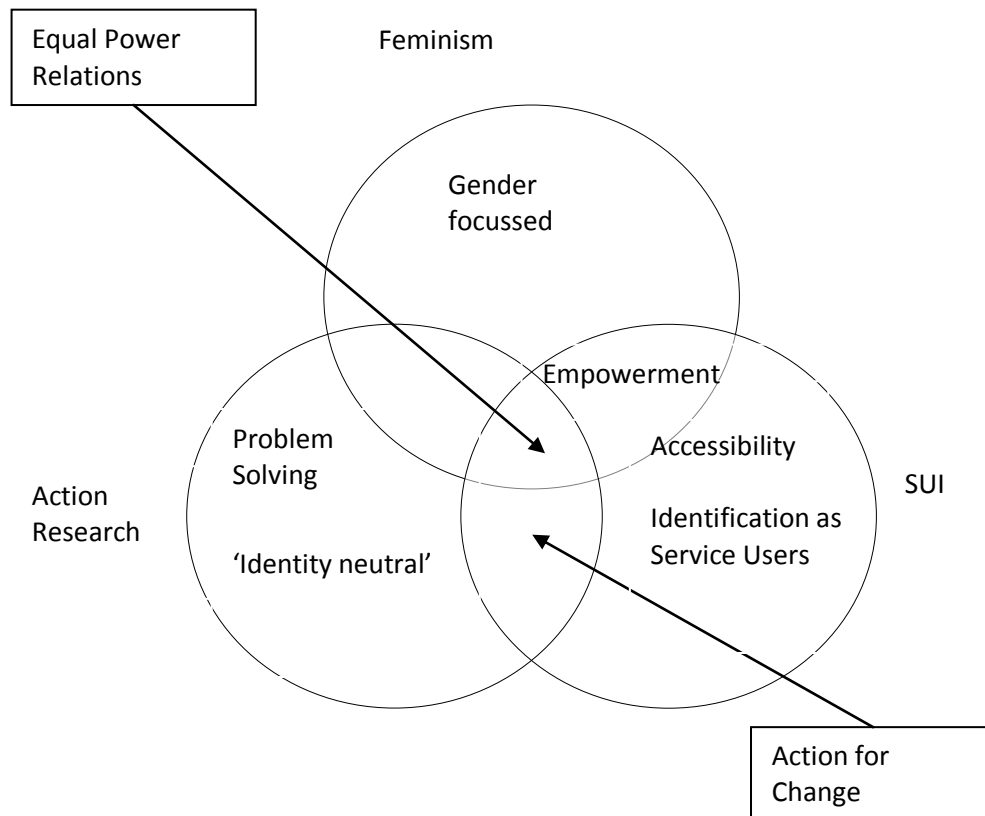 Equal Power
Relations
Feminism
Gender
focussed
Empowerment
Problem
Solving
Accessibility
Action
Research
SUI
Identification as
Service Users
‘Identity neutral’
Action for
Change